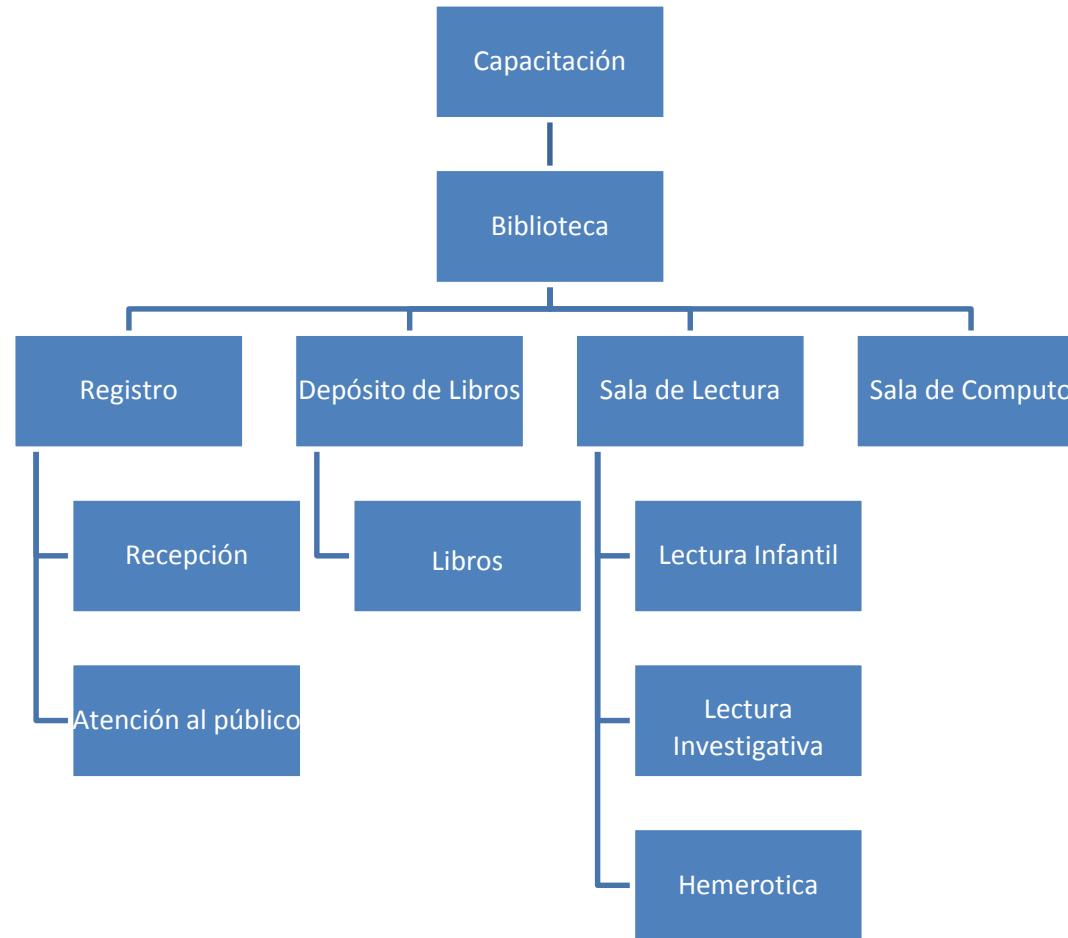 Capacitación
Biblioteca
Registro
Depósito de Libros
Sala de Lectura
Sala de Computo
Recepción
Libros
Lectura Infantil
Atención al público
Lectura
Investigativa
Hemerotica